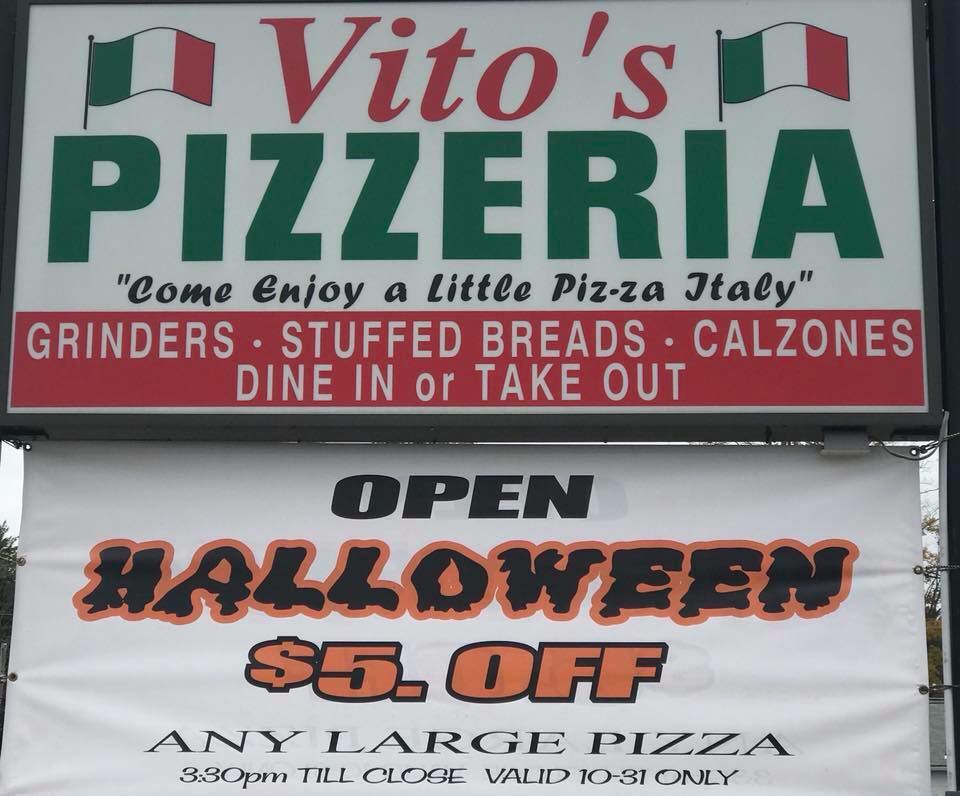 Vito's
PIZZERIA
"Come Enjoy a Little Piz-za Italy"
GRINDERS · STUFFED BREADS · CALZONES
DINE IN or TAKE OUT
OPEN
HALLOWEEN
$5. OFF
ANY LARGE PIZZA
3:30pm TILL CLOSE VALID 10-31 ONLY